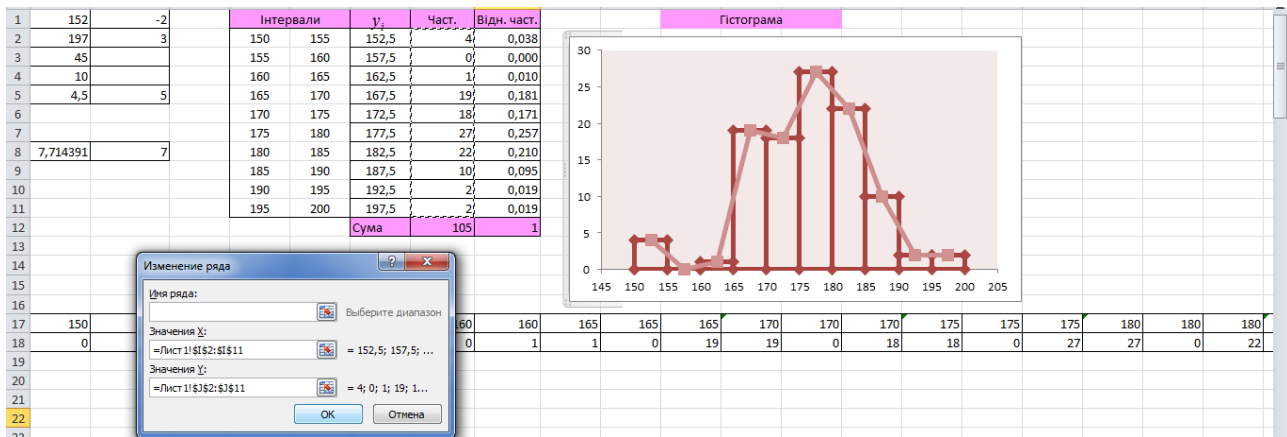 1 152 -2 Інтервали yᵢ Част. Відн. част. Гістограма
2 197 3 150 155 152,5 4 0,038
3 45 155 160 157,5 0 0,000
4 10 160 165 162,5 1 0,010
5 4,5 5 165 170 167,5 19 0,181
6 170 175 172,5 18 0,171
7 175 180 177,5 27 0,257
8 7,714391 7 180 185 182,5 22 0,210
9 185 190 187,5 10 0,095
10 190 195 192,5 2 0,019
11 195 200 197,5 2 0,019
12 Сума 105 1
30
25
20
15
10
5
0
145 150 155 160 165 170 175 180 185 190 195 200 205
13
14
15
16
Изменение ряда
Имя ряда:
Выберите диапазон
Значения X:
=Лист1!$I$2:$I$11 = 152,5; 157,5; ...
Значения Y:
=Лист1!$J$2:$J$11 = 4; 0; 1; 19; 1...
ОК Отмена
17 150 160 165 165 165 170 170 170 175 175 175 180 180 180
18 0 0 1 1 0 19 19 0 18 18 0 27 27 0 22
19
20
21
22